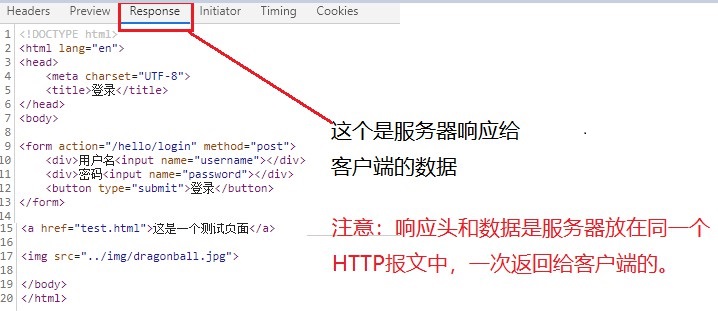 Headers Preview Response Initiator Timing Cookies
1 <!DOCTYPE html>
2 <html lang="en">
3 <head>
4 <meta charset="UTF-8">
5 <title>登录</title>
6 </head>
7 <body>
8
9 <form action="/hello/login" method="post">
10 <div>用户名<input name="username"></div>
11 <div>密码<input name="password"></div>
12 <button type="submit">登录</button>
13 </form>
14
15 <a href="test.html">这是一个测试页面</a>
16
17 <img src="../img/dragonball.jpg">
18
19 </body>
20 </html>
这个是服务器响应给
客户端的数据
注意：响应头和数据是服务器放在同一个
HTTP报文中，一次返回给客户端的。